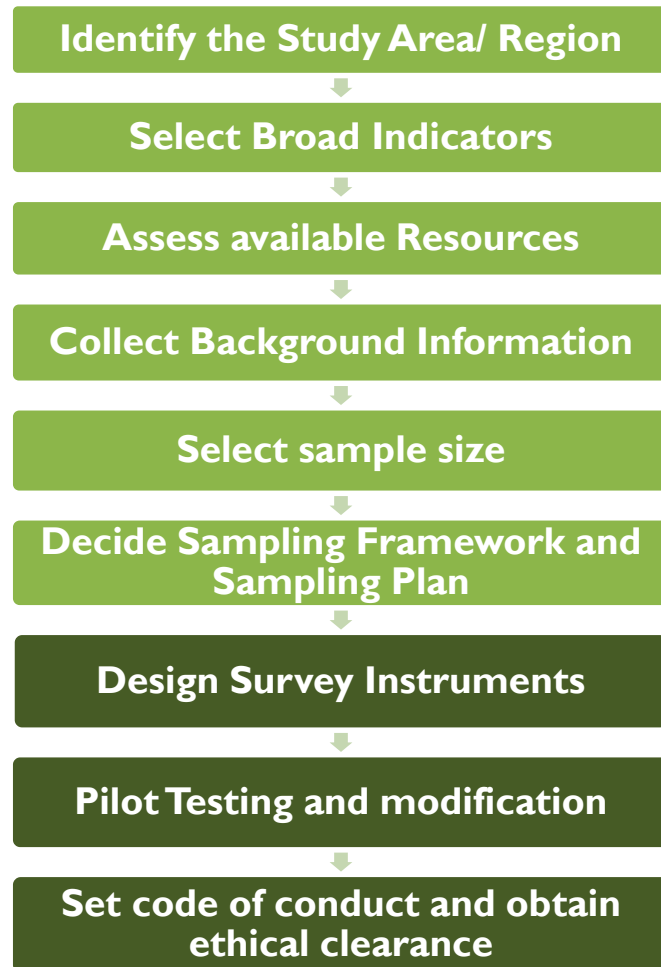 Identify the Study Area/ Region
Select Broad Indicators
Assess available Resources
Collect Background Information
Select sample size
Decide Sampling Framework and
Sampling Plan
Design Survey Instruments
Pilot Testing and modification
Set code of conduct and obtain
ethical clearance